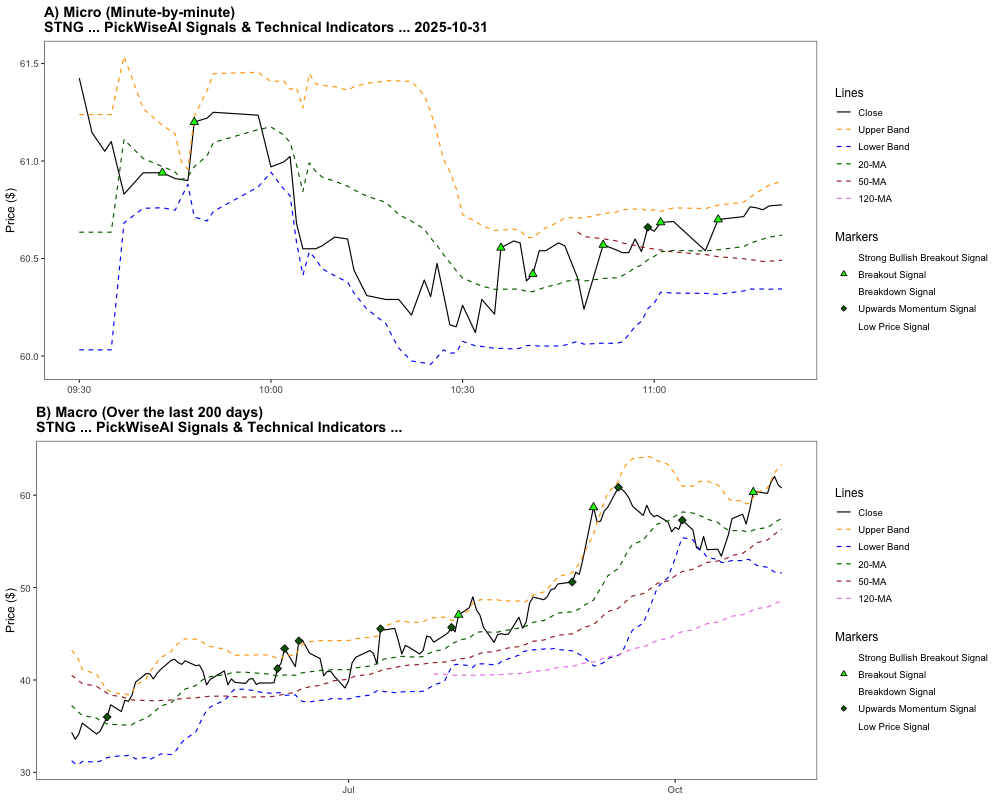 A) Micro (Minute-by-minute)
STNG ... PickWiseAI Signals & Technical Indicators ... 2025-10-31
Price ($)
61.5
61.0
60.5
60.0
09:30
10:00
10:30
11:00
Lines
Close
Upper Band
Lower Band
20-MA
50-MA
120-MA
Markers
Strong Bullish Breakout Signal
Breakout Signal
Breakdown Signal
Upwards Momentum Signal
Low Price Signal
B) Macro (Over the last 200 days)
STNG ... PickWiseAI Signals & Technical Indicators ...
Price ($)
60
50
40
30
Jul
Oct
Lines
Close
Upper Band
Lower Band
20-MA
50-MA
120-MA
Markers
Strong Bullish Breakout Signal
Breakout Signal
Breakdown Signal
Upwards Momentum Signal
Low Price Signal